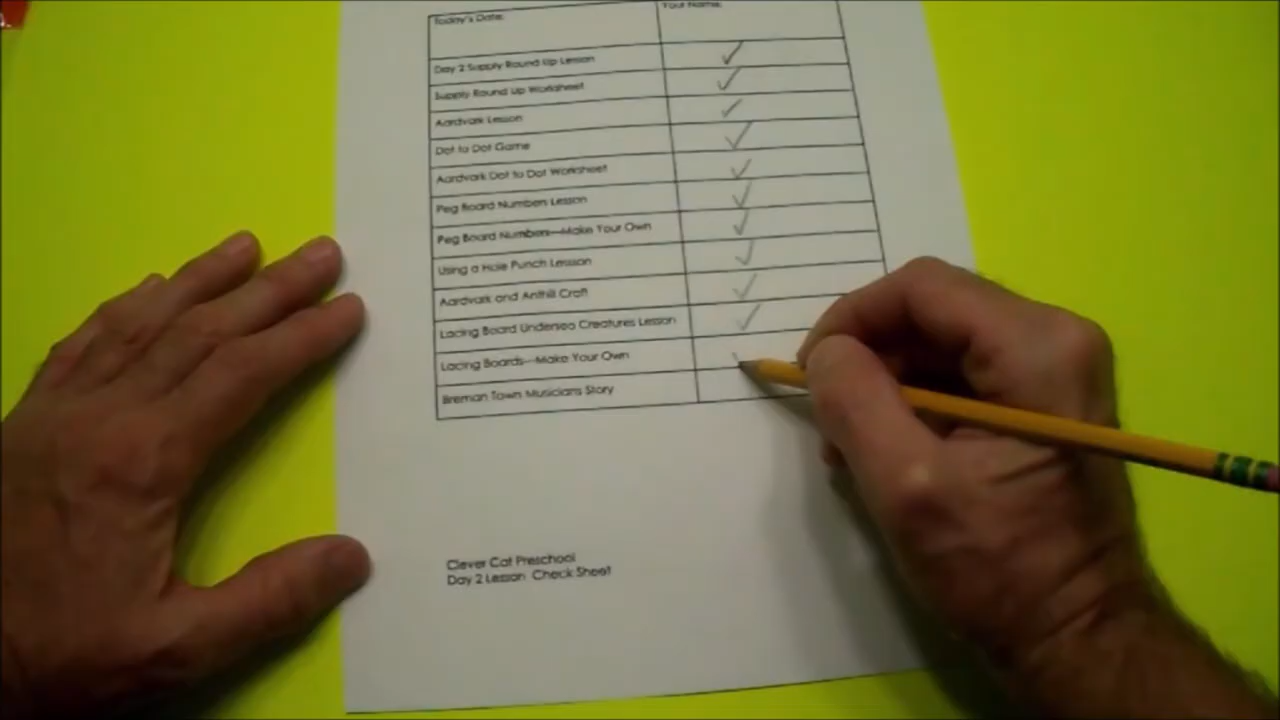 Today's Date:
Your Name:
Day 2 Supply Round Up Lesson
Supply Round Up Worksheet
Aardvark Lesson
Dot to Dot Game
Aardvark Dot to Dot Worksheet
Peg Board Numbers Lesson
Peg Board Numbers—Make Your Own
Using a Hole Punch Lesson
Aardvark and Anthill Craft
Lacing Board Undersea Creatures Lesson
Lacing Boards—Make Your Own
Breman Town Musicians Story
Clever Cat Preschool
Day 2 Lesson Check Sheet